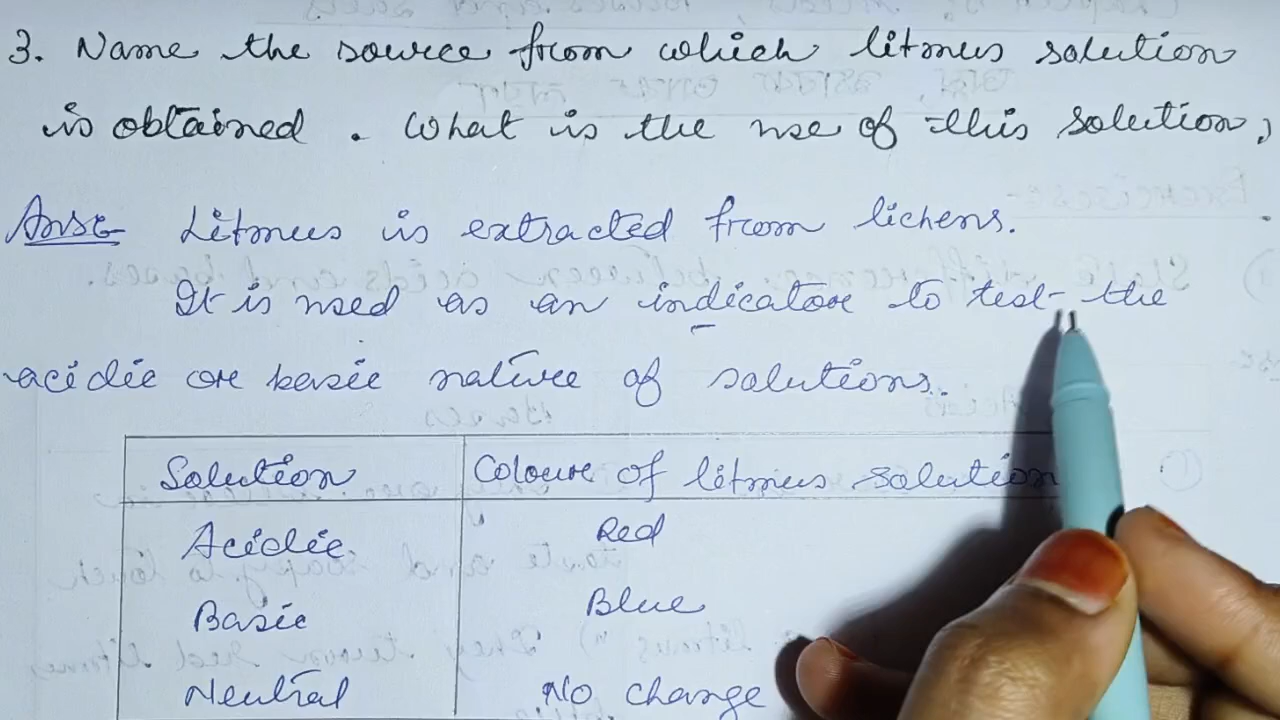 3. Name the source from which litmus solution
is obtained. What is the use of this solution,
Ans:- Litmus is extracted from lichens.
It is used as an indicator to test the
acidic or basic nature of solutions.
Solution Colour of litmus solution
Acidic Red
Basic Blue
Neutral No change